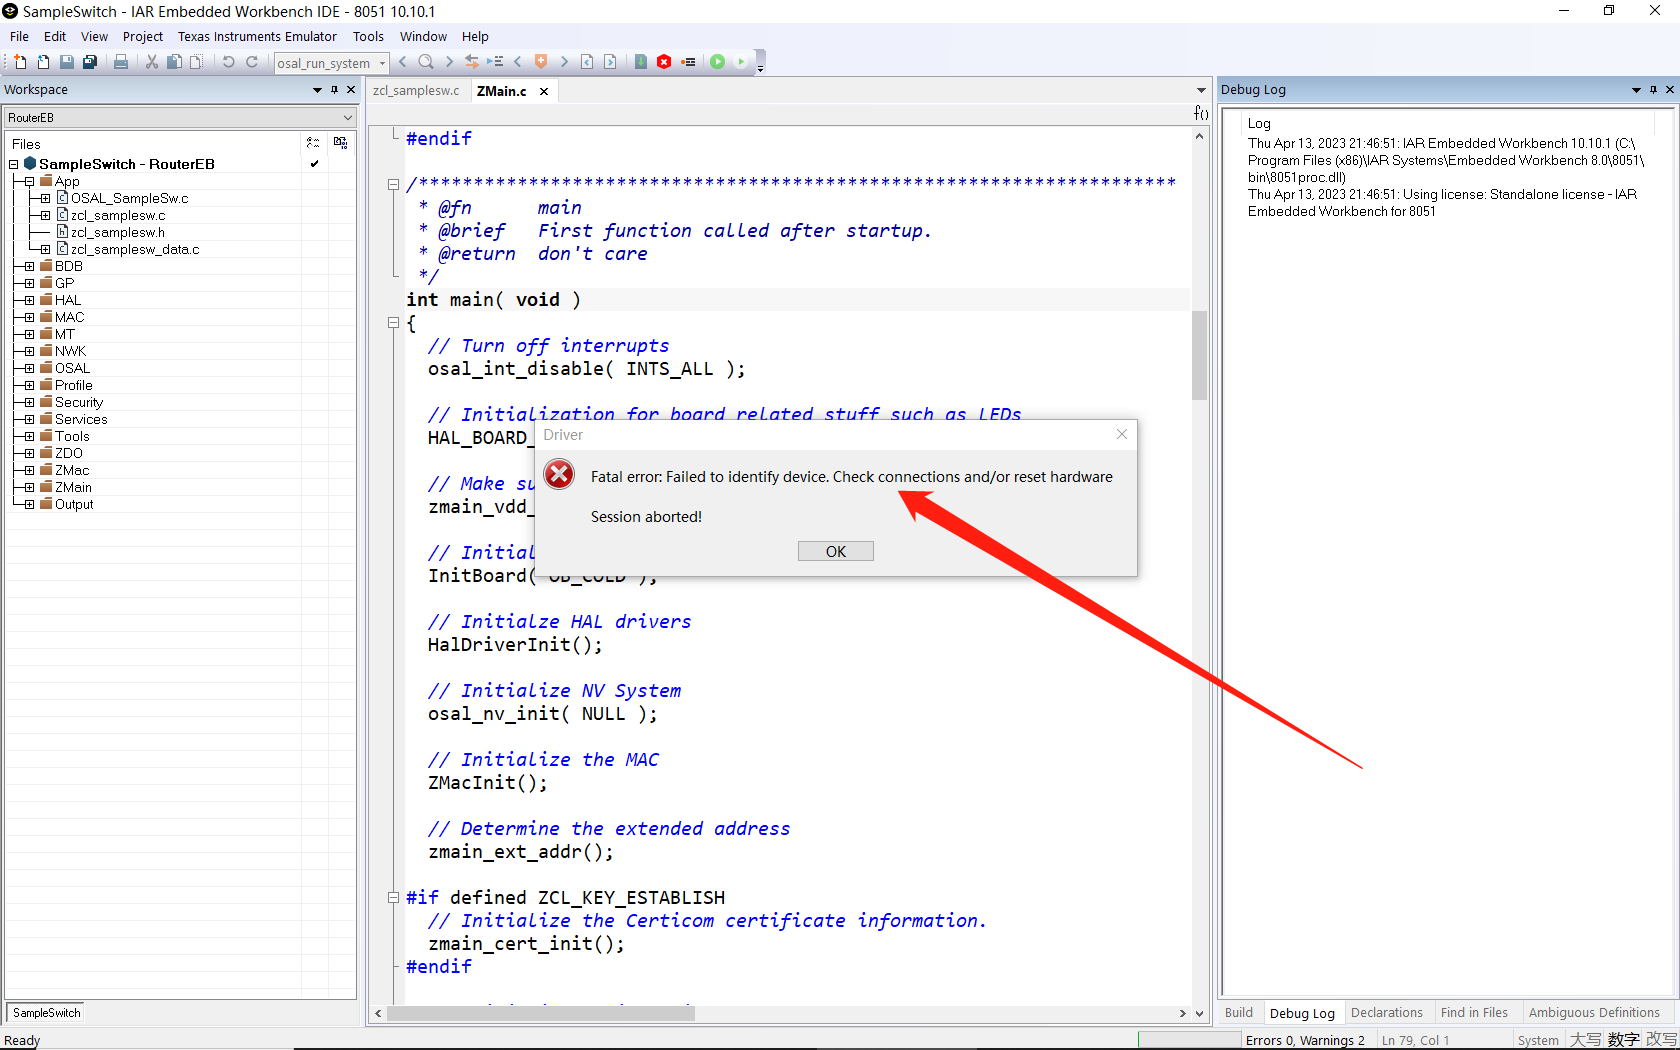 SampleSwitch - IAR Embedded Workbench IDE - 8051 10.10.1
File Edit View Project Texas Instruments Emulator Tools Window Help
osal_run_system
Workspace
RouterEB
Files
SampleSwitch - RouterEB
App
OSAL_SampleSw.c
zcl_samplesw.c
zcl_samplesw.h
zcl_samplesw_data.c
BDB
GP
HAL
MAC
MT
NWK
OSAL
Profile
Security
Services
Tools
ZDO
ZMac
ZMain
Output
SampleSwitch
zcl_samplesw.c ZMain.c
f()
#endif
/*********************************************************************
* @fn main
* @brief First function called after startup.
* @return don't care
*/
int main( void )
{
// Turn off interrupts
osal_int_disable( INTS_ALL );
// Initialization for board related stuff such as LEDs
HAL_BOARD_
// Make su
zmain_vdd_
// Initial
InitBoard( OB_COLD );
// Initialze HAL drivers
HalDriverInit();
// Initialize NV System
osal_nv_init( NULL );
// Initialize the MAC
ZMacInit();
// Determine the extended address
zmain_ext_addr();
#if defined ZCL_KEY_ESTABLISH
// Initialize the Certicom certificate information.
zmain_cert_init();
#endif
Driver
Fatal error: Failed to identify device. Check connections and/or reset hardware
Session aborted!
OK
Debug Log
Log
Thu Apr 13, 2023 21:46:51: IAR Embedded Workbench 10.10.1 (C:\
Program Files (x86)\IAR Systems\Embedded Workbench 8.0\8051\
bin\8051proc.dll)
Thu Apr 13, 2023 21:46:51: Using license: Standalone license - IAR
Embedded Workbench for 8051
Build Debug Log Declarations Find in Files Ambiguous Definitions
Ready
Errors 0, Warnings 2 Ln 79, Col 1 System 大写 数字 改写